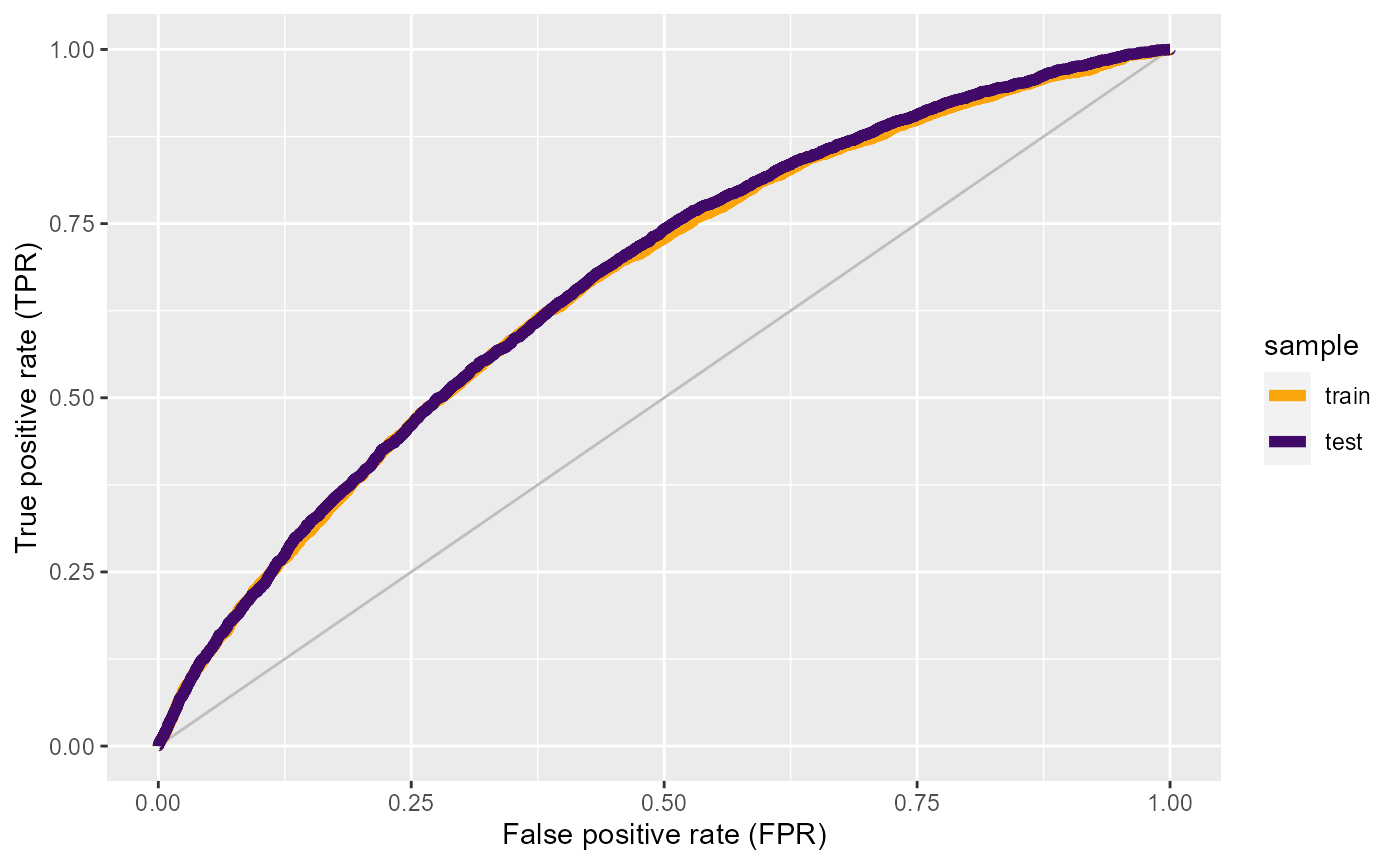 True positive rate (TPR)
1.00
0.75
0.50
0.25
0.00
0.00 0.25 0.50 0.75 1.00
False positive rate (FPR)
sample
train
test